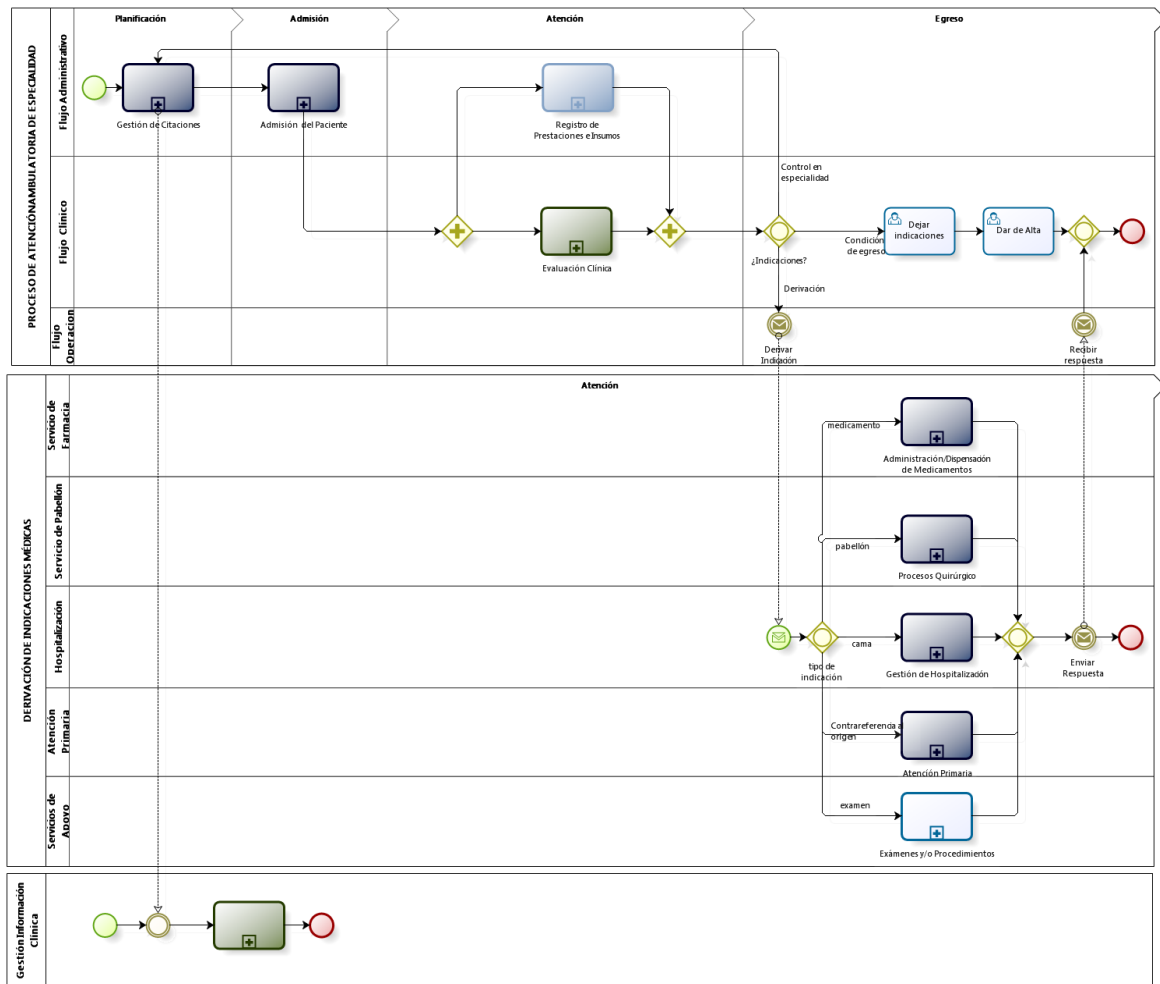 Planificación
Admisión
Atención
Egreso
PROCESO DE ATENCIÓN AMBULATORIA DE ESPECIALIDAD
Flujo Administrativo
Gestión de Citaciones
Admisión del Paciente
Registro de
Prestaciones e Insumos
Control en
especialidad
Flujo Clínico
Evaluación Clínica
¿Indicaciones?
Condición
de egreso
Dejar
indicaciones
Dar de Alta
Derivación
Flujo
Operacion
Derivar
Indicación
Recibir
respuesta
DERIVACIÓN DE INDICACIONES MÉDICAS
Atención
Servicio de
Farmacia
medicamento
Administración/Dispensación
de Medicamentos
Servicio de Pabellón
pabellón
Procesos Quirúrgico
Hospitalización
tipo de
indicación
cama
Gestión de Hospitalización
Enviar
Respuesta
Atención
Primaria
Contrareferencia a
origen
Atención Primaria
Servicios de
Apoyo
examen
Exámenes y/o Procedimientos
Gestión Información
Clínica